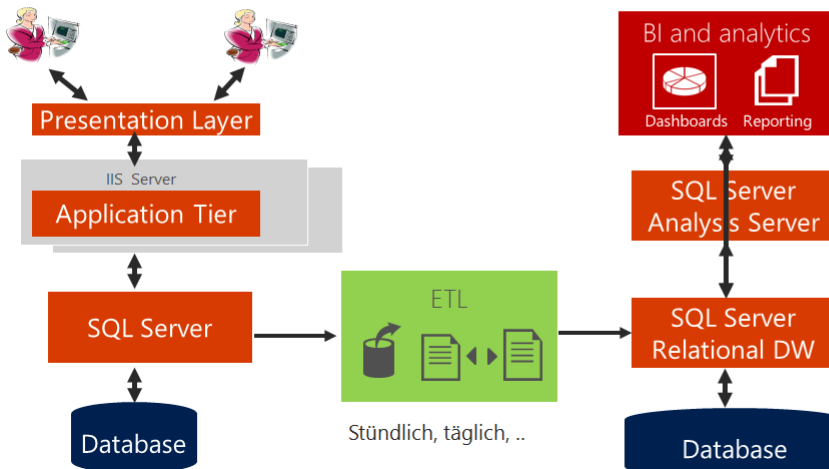 Presentation Layer
IIS Server
Application Tier
SQL Server
Database
ETL
Stündlich, täglich, ..
BI and analytics
Dashboards
Reporting
SQL Server
Analysis Server
SQL Server
Relational DW
Database